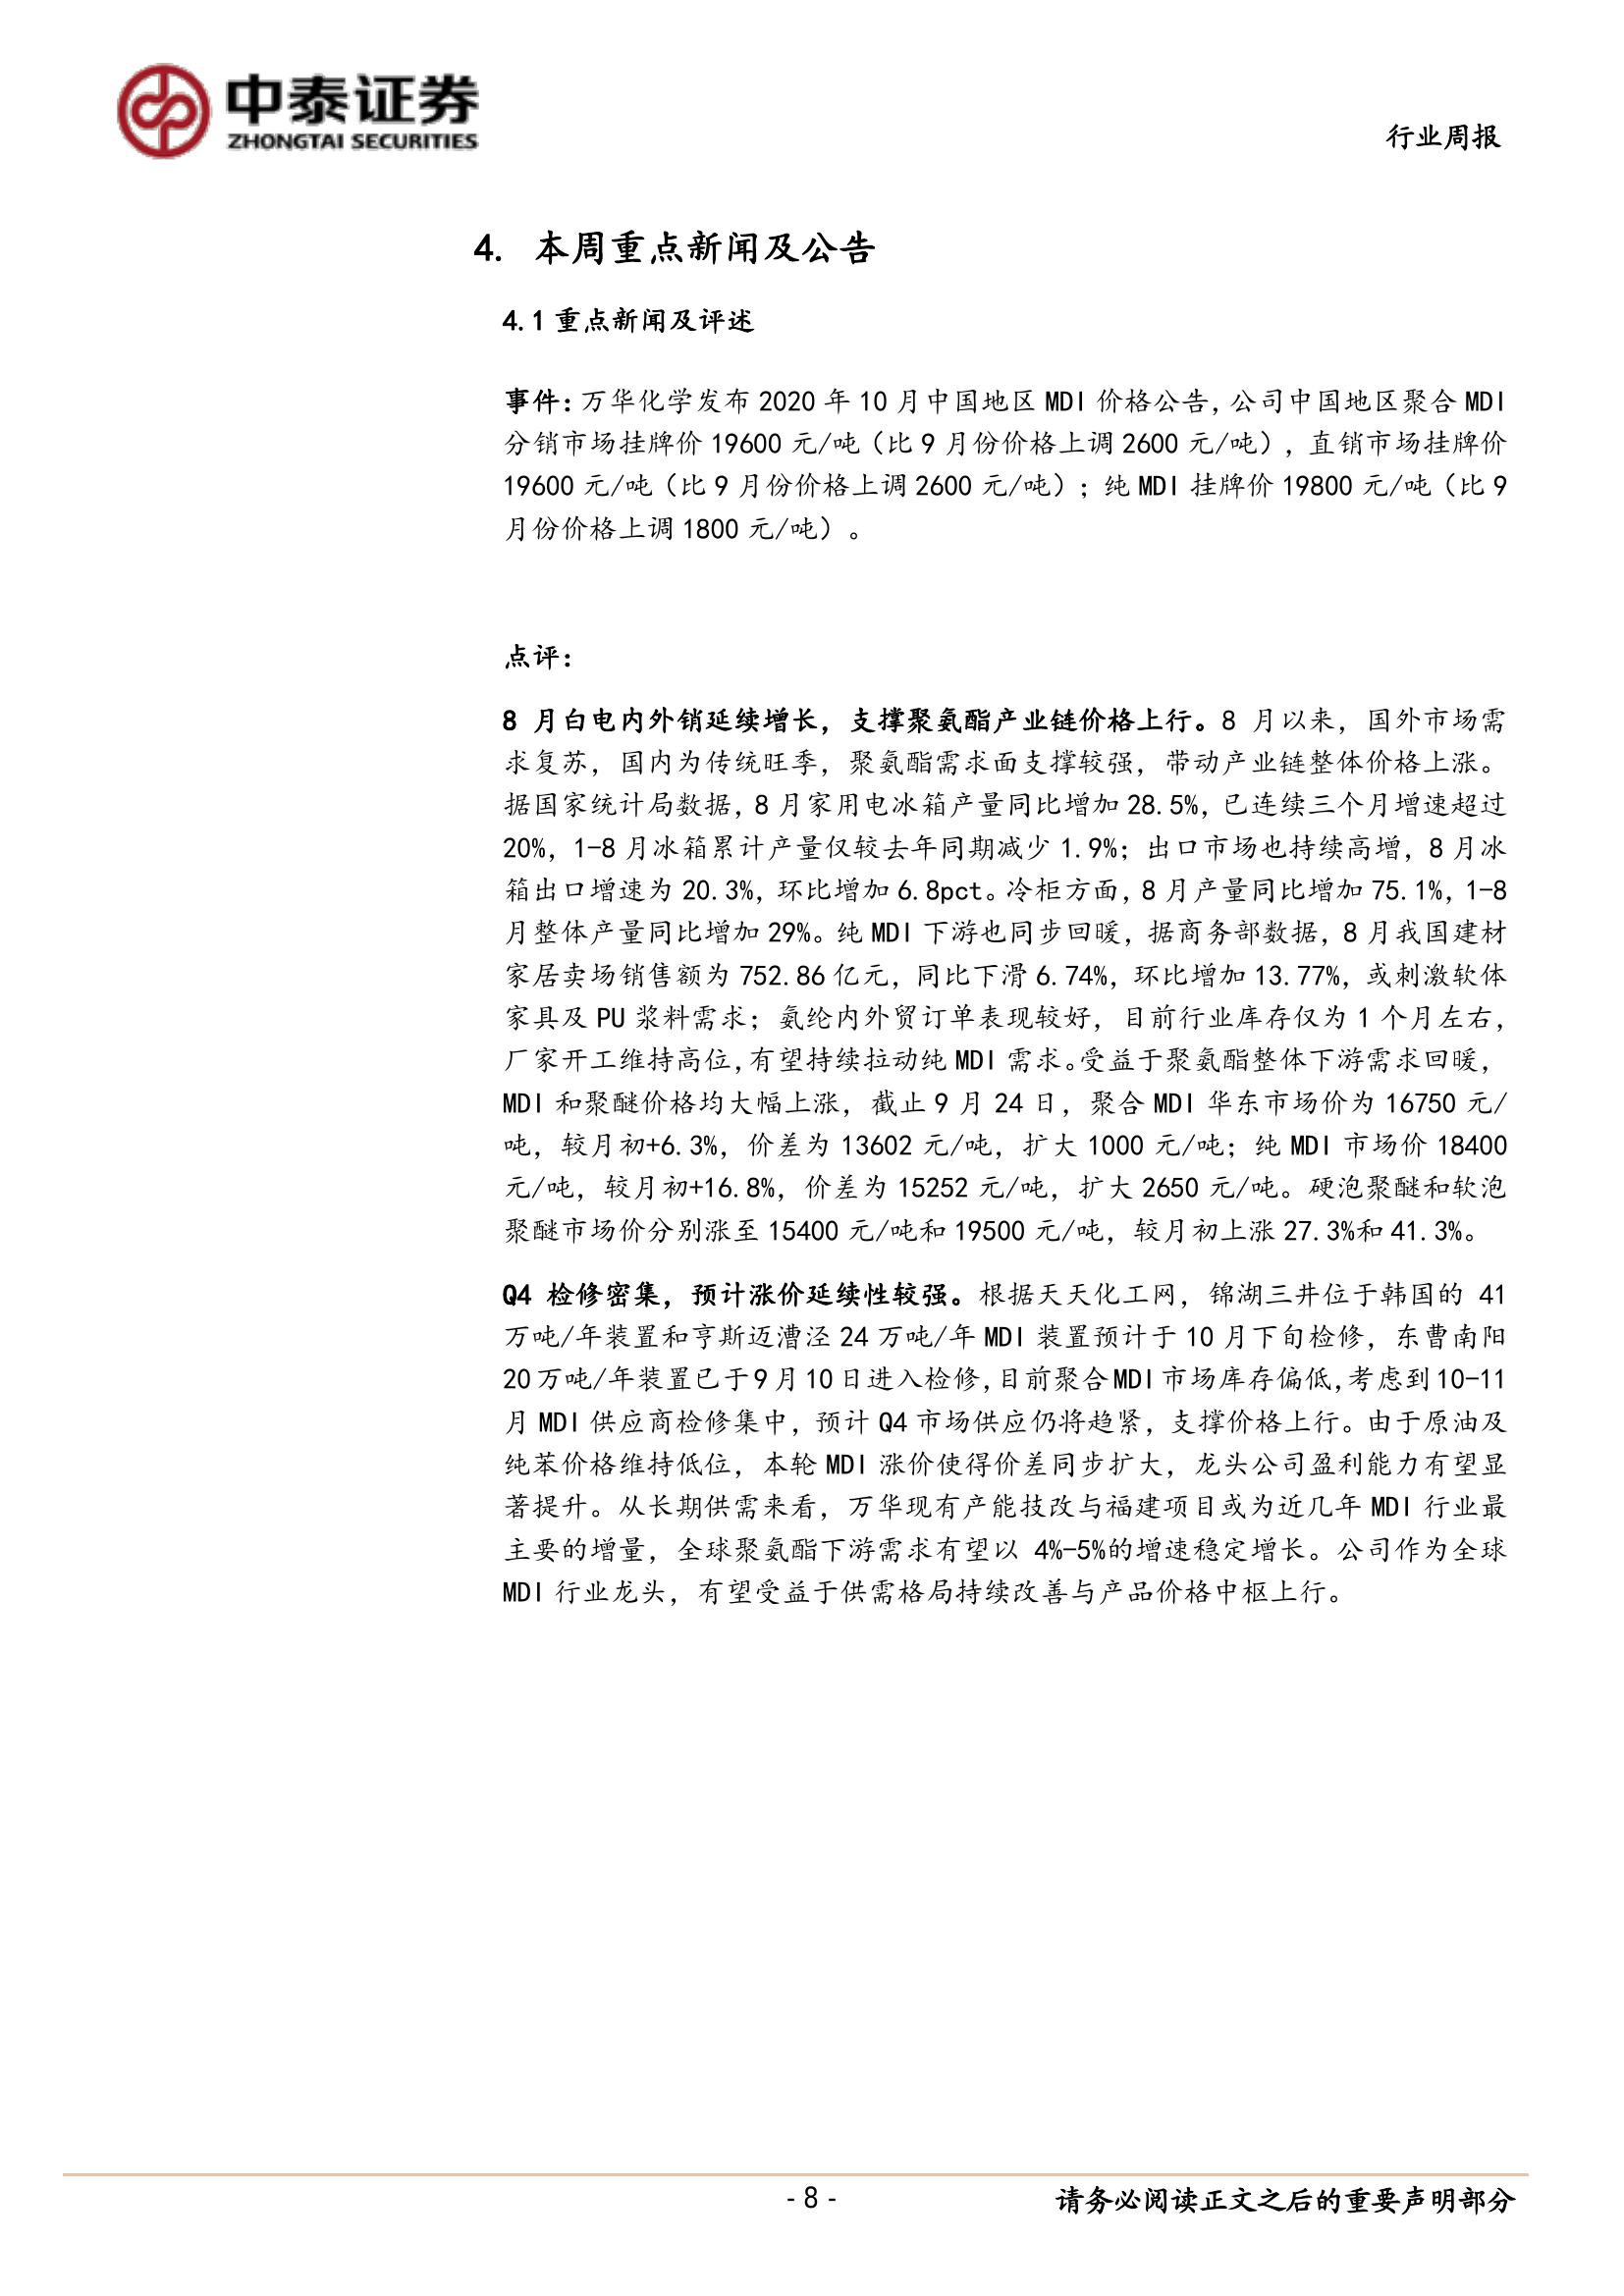 中泰证券
ZHONGTAI SECURITIES
行业周报
4. 本周重点新闻及公告
4.1 重点新闻及评述
事件：万华化学发布 2020 年 10 月中国地区 MDI 价格公告，公司中国地区聚合 MDI
分销市场挂牌价 19600 元/吨（比 9 月份价格上调 2600 元/吨），直销市场挂牌价
19600 元/吨（比 9 月份价格上调 2600 元/吨）；纯 MDI 挂牌价 19800 元/吨（比 9
月份价格上调 1800 元/吨）。
点评：
8 月白电内外销延续增长，支撑聚氨酯产业链价格上行。8 月以来，国外市场需
求复苏，国内为传统旺季，聚氨酯需求面支撑较强，带动产业链整体价格上涨。
据国家统计局数据，8 月家用电冰箱产量同比增加 28.5%，已连续三个月增速超过
20%，1-8 月冰箱累计产量仅较去年同期减少 1.9%；出口市场也持续高增，8 月冰
箱出口增速为 20.3%，环比增加 6.8pct。冷柜方面，8 月产量同比增加 75.1%，1-8
月整体产量同比增加 29%。纯 MDI 下游也同步回暖，据商务部数据，8 月我国建材
家居卖场销售额为 752.86 亿元，同比下滑 6.74%，环比增加 13.77%，或刺激软体
家具及 PU 浆料需求；氨纶内外贸订单表现较好，目前行业库存仅为 1 个月左右，
厂家开工维持高位，有望持续拉动纯 MDI 需求。受益于聚氨酯整体下游需求回暖，
MDI 和聚醚价格均大幅上涨，截止 9 月 24 日，聚合 MDI 华东市场价为 16750 元/
吨，较月初+6.3%，价差为 13602 元/吨，扩大 1000 元/吨；纯 MDI 市场价 18400
元/吨，较月初+16.8%，价差为 15252 元/吨，扩大 2650 元/吨。硬泡聚醚和软泡
聚醚市场价分别涨至 15400 元/吨和 19500 元/吨，较月初上涨 27.3%和 41.3%。
Q4 检修密集，预计涨价延续性较强。根据天天化工网，锦湖三井位于韩国的 41
万吨/年装置和亨斯迈漕泾 24 万吨/年 MDI 装置预计于 10 月下旬检修，东曹南阳
20 万吨/年装置已于 9 月 10 日进入检修，目前聚合 MDI 市场库存偏低，考虑到 10-11
月 MDI 供应商检修集中，预计 Q4 市场供应仍将趋紧，支撑价格上行。由于原油及
纯苯价格维持低位，本轮 MDI 涨价使得价差同步扩大，龙头公司盈利能力有望显
著提升。从长期供需来看，万华现有产能技改与福建项目或为近几年 MDI 行业最
主要的增量，全球聚氨酯下游需求有望以 4%-5%的增速稳定增长。公司作为全球
MDI 行业龙头，有望受益于供需格局持续改善与产品价格中枢上行。
- 8 -
请务必阅读正文之后的重要声明部分